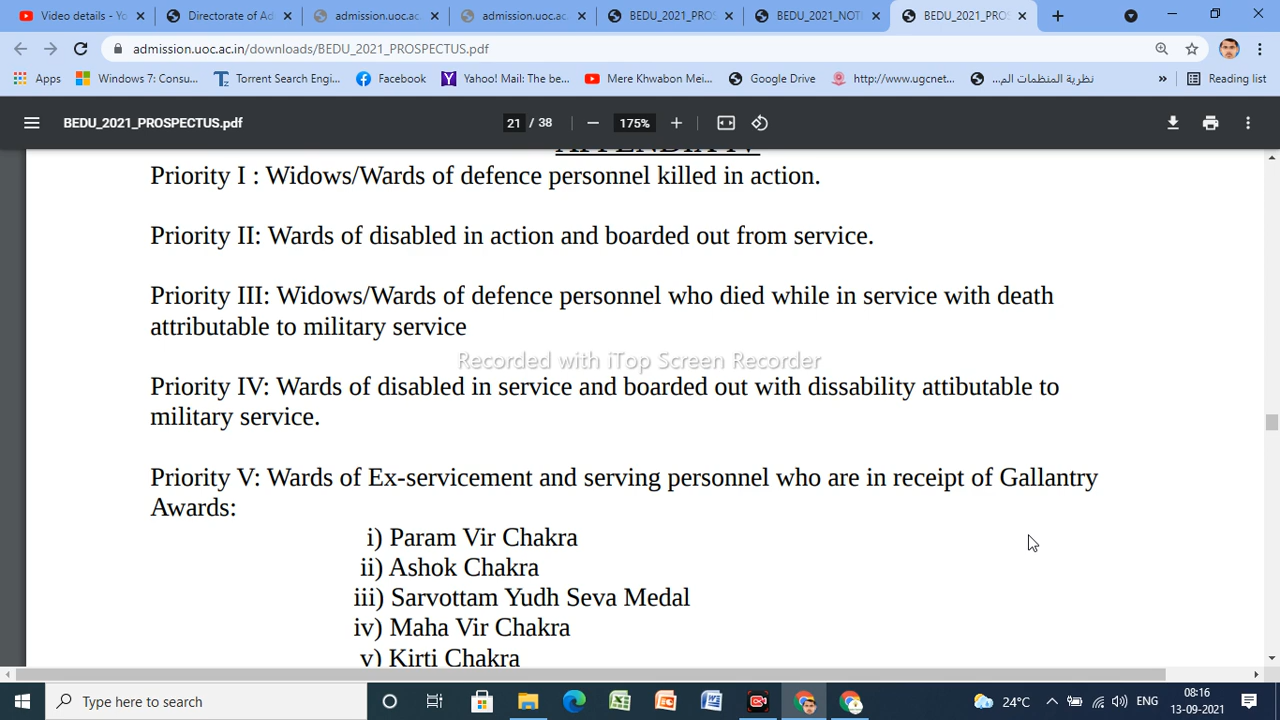 Video details - Yo
Directorate of Ad
admission.uoc.ac.
admission.uoc.ac.
BEDU_2021_PROS
BEDU_2021_NOTI
BEDU_2021_PROS
admission.uoc.ac.in/downloads/BEDU_2021_PROSPECTUS.pdf
Apps Windows 7: Consu... Torrent Search Engi... Facebook Yahoo! Mail: The be... Mere Khwabon Mei... Google Drive http://www.ugcnet... نظرية المنظمات الم... » Reading list
BEDU_2021_PROSPECTUS.pdf 21 / 38 175%
Priority I : Widows/Wards of defence personnel killed in action.
Priority II: Wards of disabled in action and boarded out from service.
Priority III: Widows/Wards of defence personnel who died while in service with death
attributable to military service
Recorded with iTop Screen Recorder
Priority IV: Wards of disabled in service and boarded out with dissability attibutable to
military service.
Priority V: Wards of Ex-servicement and serving personnel who are in receipt of Gallantry
Awards:
i) Param Vir Chakra
ii) Ashok Chakra
iii) Sarvottam Yudh Seva Medal
iv) Maha Vir Chakra
v) Kirti Chakra
Type here to search
24°C
ENG
08:16
13-09-2021